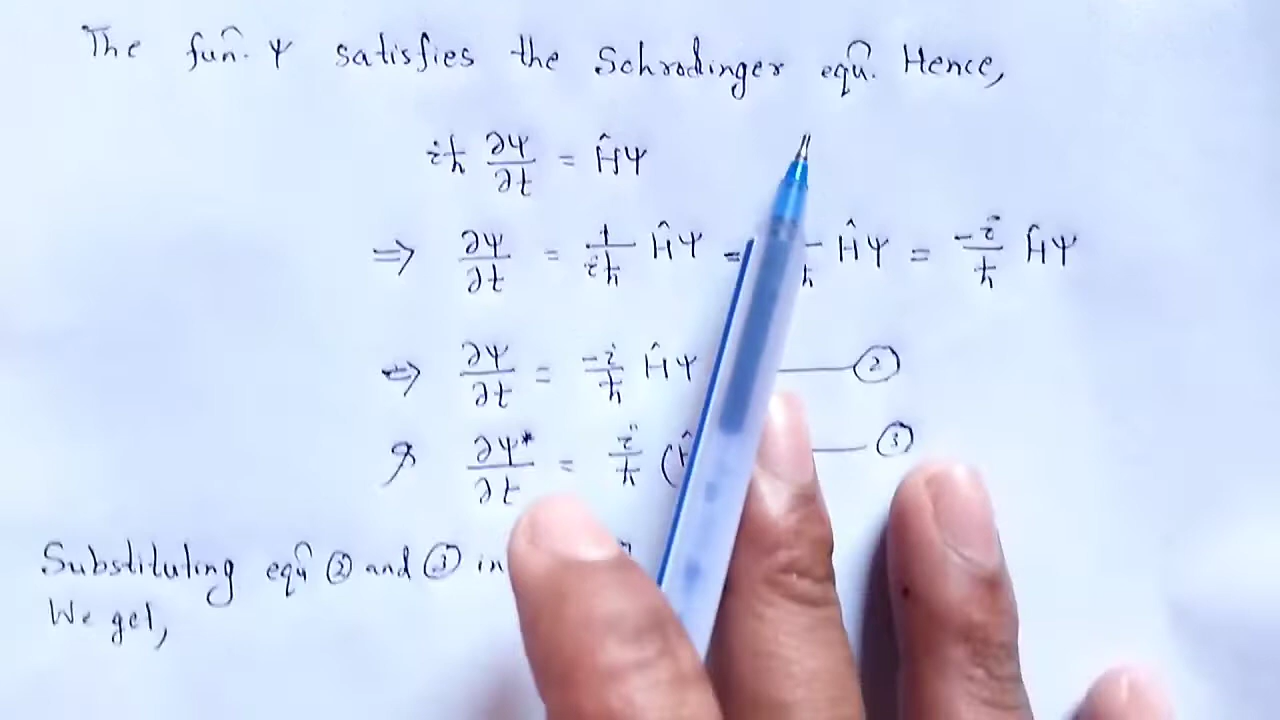 The fun. ψ satisfies the Schrodinger equ. Hence,
iħ ∂ψ/∂t = ĤΨ
⇒ ∂ψ/∂t = 1/iħ Ĥψ = Ĥψ = -i/ħ Ĥψ
⇒ ∂ψ/∂t = -i/ħ Ĥψ — ②
& ∂ψ*/∂t = i/ħ (Ĥ — ③
Substituting equ ② and ③ in
We get,